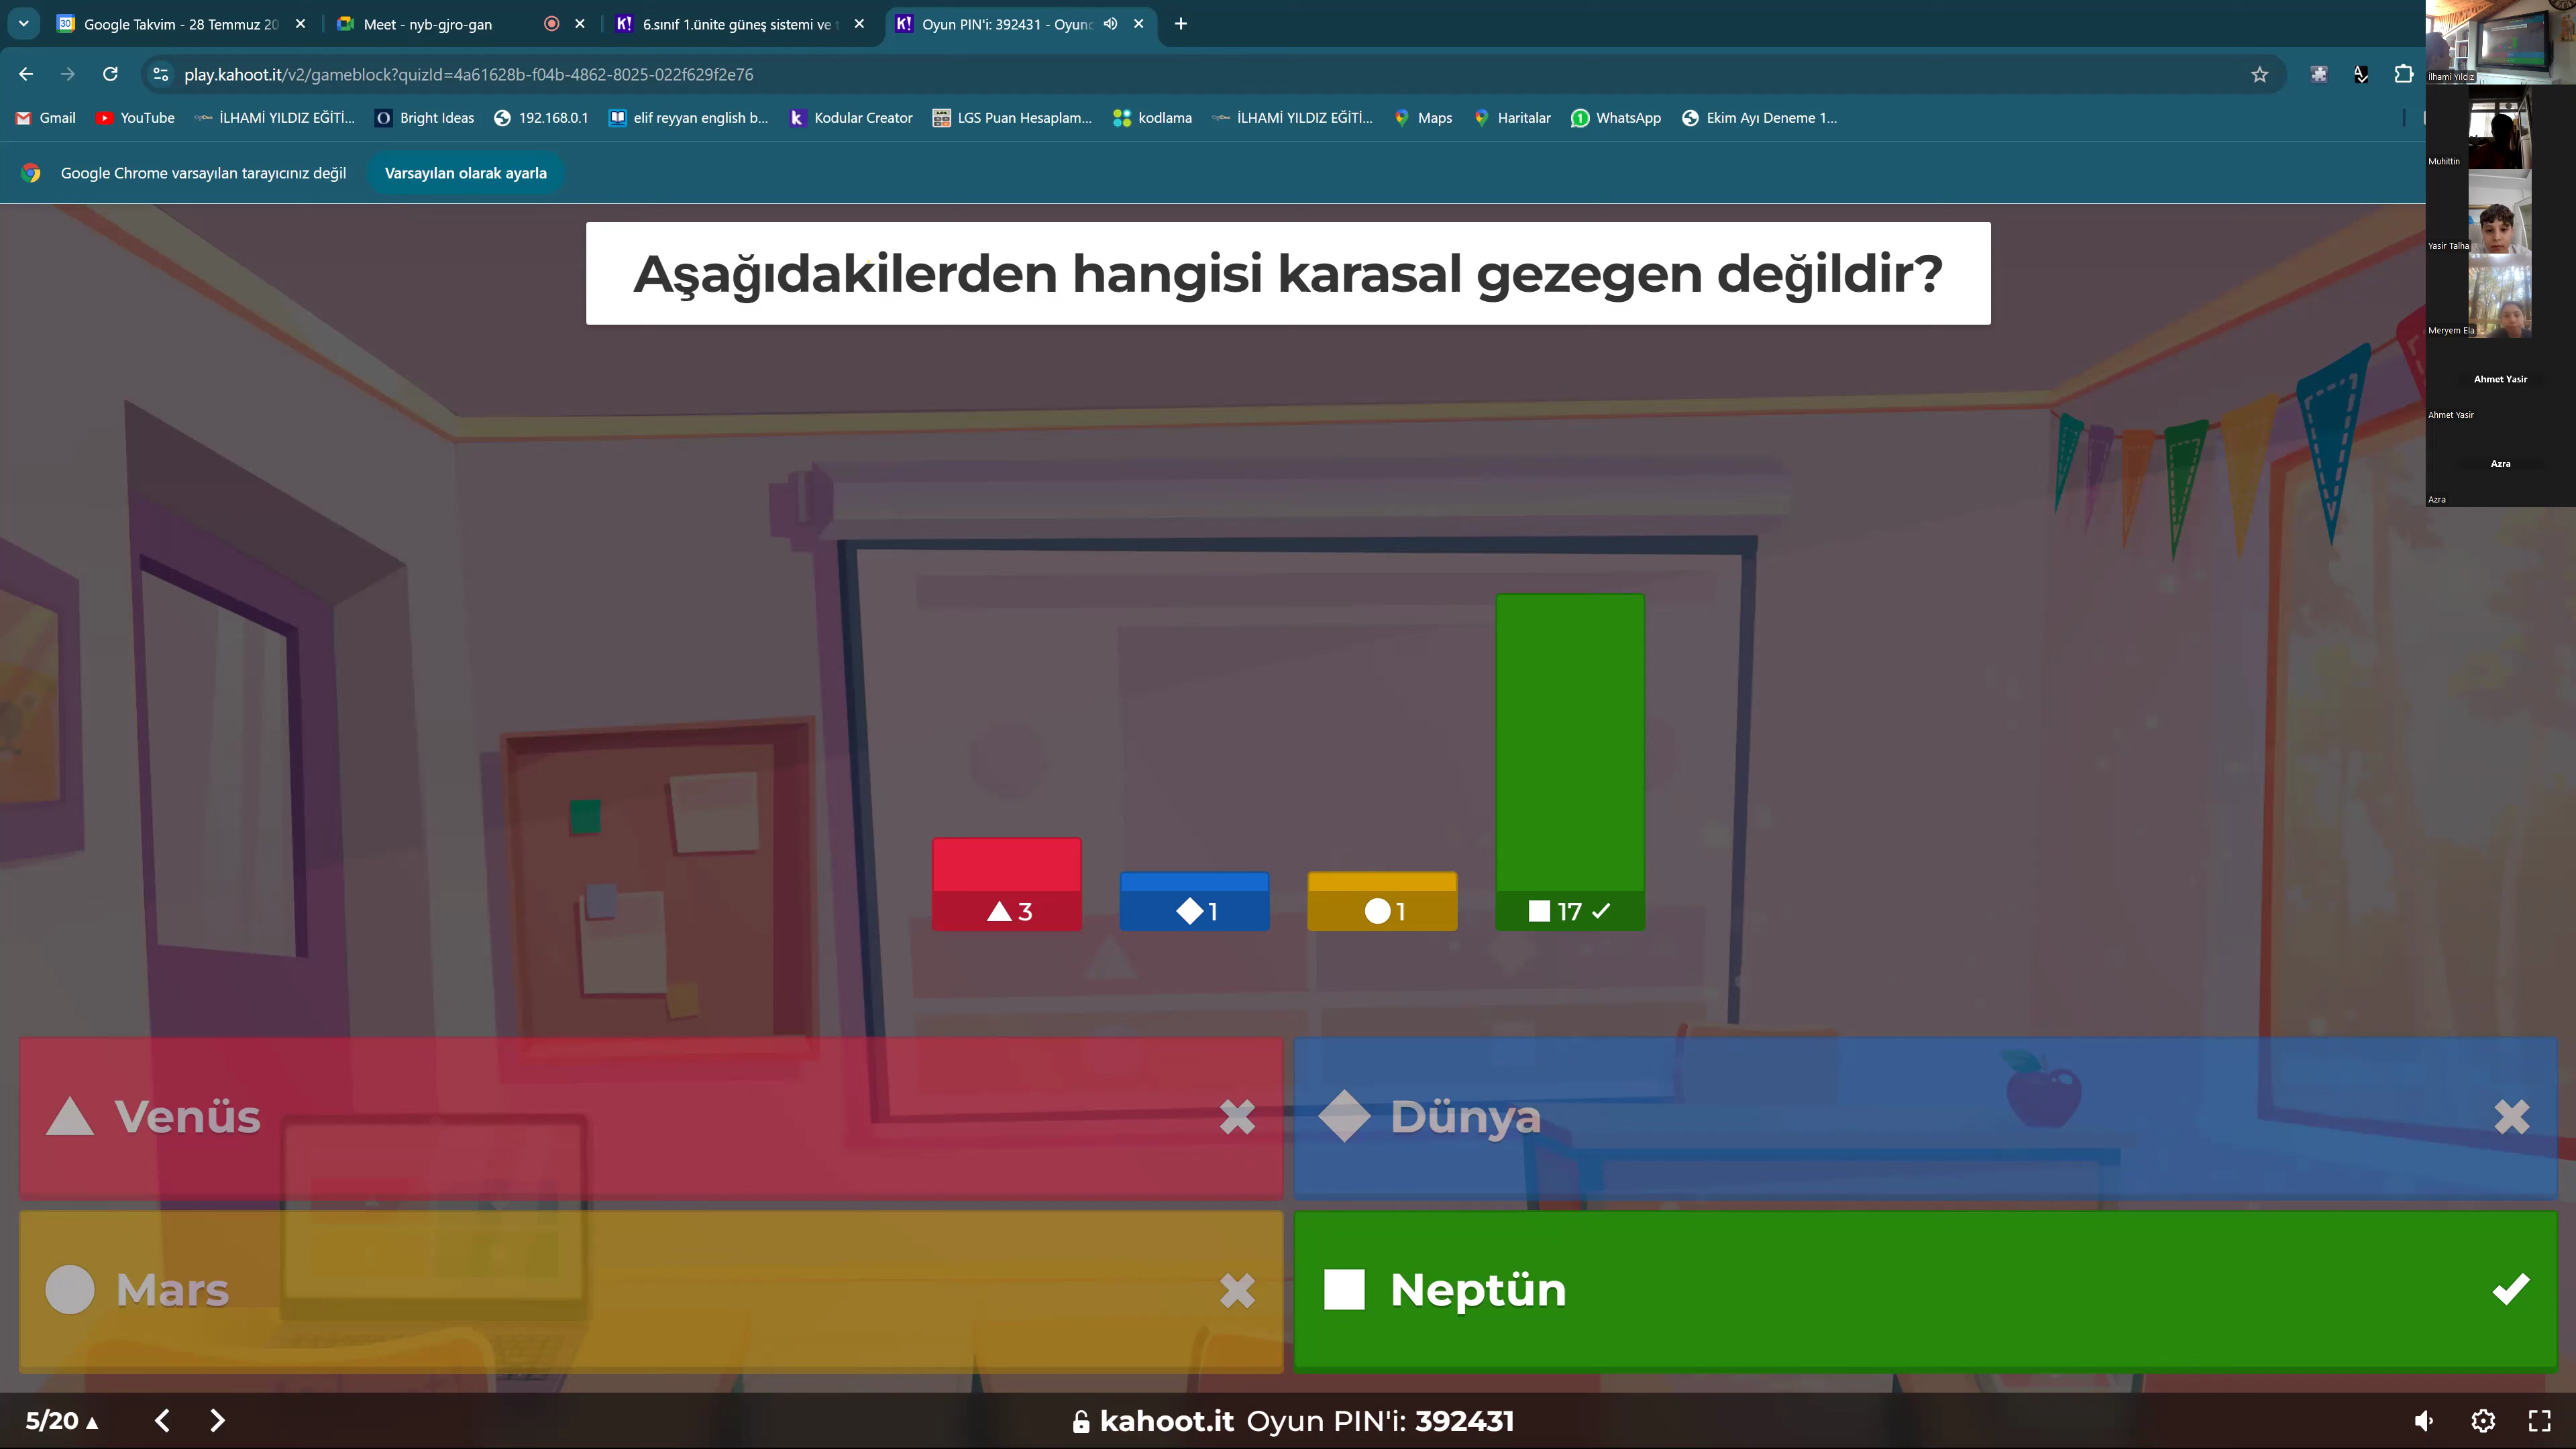 Google Takvim - 28 Temmuz 20
Meet - nyb-gjro-gan
6.sınıf 1.ünite güneş sistemi ve
Oyun PIN'i: 392431 - Oyunc
play.kahoot.it/v2/gameblock?quizId=4a61628b-f04b-4862-8025-022f629f2e76
Gmail
YouTube
İLHAMİ YILDIZ EĞİTİ...
Bright Ideas
192.168.0.1
elif reyyan english b...
Kodular Creator
LGS Puan Hesaplam...
kodlama
İLHAMİ YILDIZ EĞİTİ...
Maps
Haritalar
WhatsApp
Ekim Ayı Deneme 1...
Google Chrome varsayılan tarayıcınız değil
Varsayılan olarak ayarla
İlhami Yıldız
Muhittin
Yasir Talha
Meryem Ela
Ahmet Yasir
Ahmet Yasir
Azra
Azra
Aşağıdakilerden hangisi karasal gezegen değildir?
3
1
1
17
Venüs
Dünya
Mars
Neptün
5/20
kahoot.it Oyun PIN'i: 392431